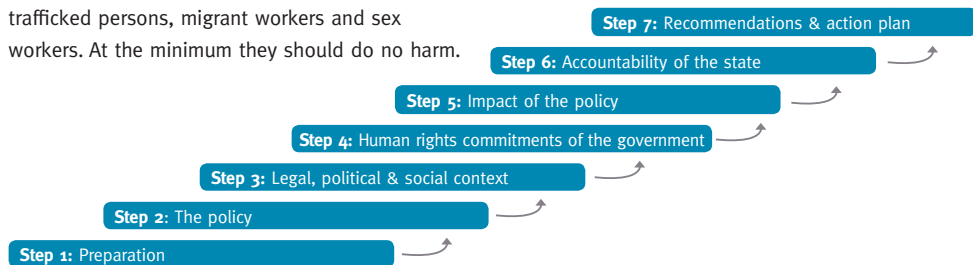 trafficked persons, migrant workers and sex
workers. At the minimum they should do no harm.
Step 7: Recommendations & action plan
Step 6: Accountability of the state
Step 5: Impact of the policy
Step 4: Human rights commitments of the government
Step 3: Legal, political & social context
Step 2: The policy
Step 1: Preparation